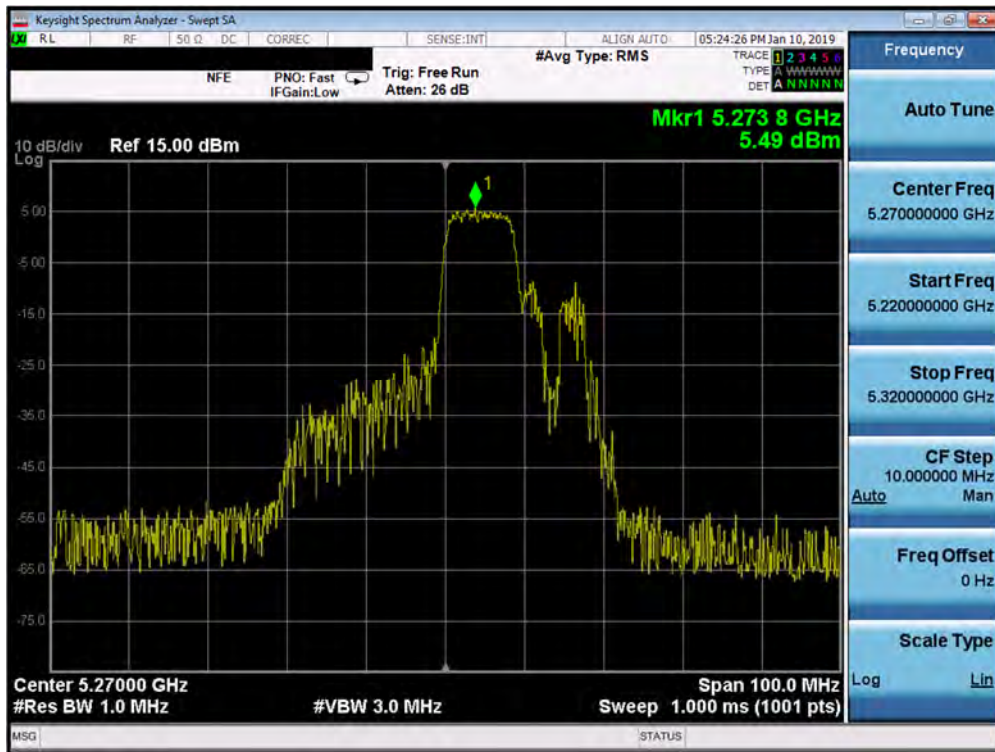 Keysight Spectrum Analyzer - Swept SA
LXI RL RF 50 Ω DC CORREC SENSE:INT ALIGN AUTO 05:24:26 PM Jan 10, 2019
NFE PNO: Fast Trig: Free Run #Avg Type: RMS TRACE 1 2 3 4 5 6
IFGain:Low Atten: 26 dB TYPE A WWWWW
DET A N N N N N
Mkr1 5.273 8 GHz
5.49 dBm
10 dB/div Ref 15.00 dBm
Log
1
5.00
-5.00
-15.0
-25.0
-35.0
-45.0
-55.0
-65.0
-75.0
Center 5.27000 GHz Span 100.0 MHz
#Res BW 1.0 MHz #VBW 3.0 MHz Sweep 1.000 ms (1001 pts)
MSG STATUS
Frequency
Auto Tune
Center Freq
5.270000000 GHz
Start Freq
5.220000000 GHz
Stop Freq
5.320000000 GHz
CF Step
10.000000 MHz
Auto Man
Freq Offset
0 Hz
Scale Type
Log Lin